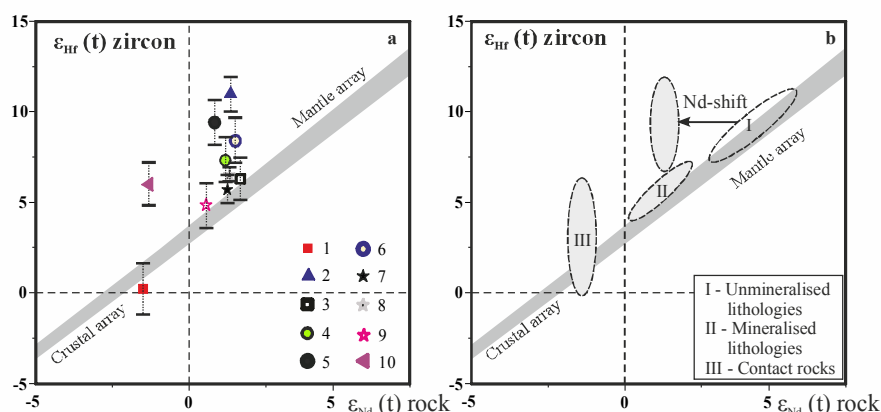 15
10
5
0
-5
-5
0
5
εHf (t) zircon
a
Mantle array
Crustal array
1
2
3
4
5
6
7
8
9
10
εNd (t) rock
15
10
5
0
-5
0
5
εHf (t) zircon
b
Nd-shift
I
II
III
Mantle array
Crustal array
I - Unmineralised
lithologies
II - Mineralised
lithologies
III - Contact rocks
εNd (t) rock